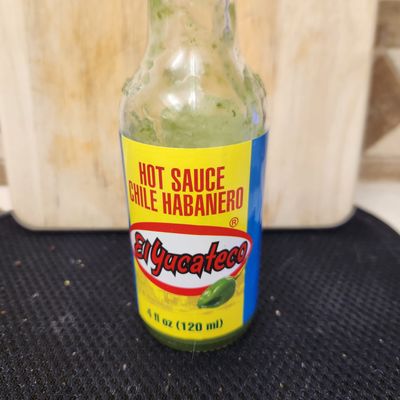 HOT SAUCE
CHILE HABANERO
®
El Yucateco
4 fl oz (120 ml)